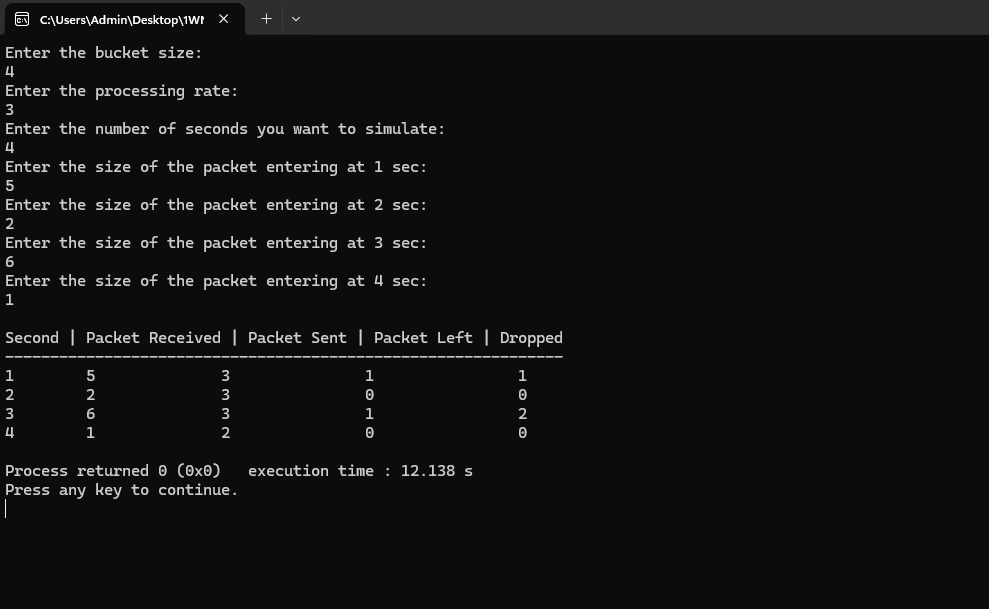 C:\Users\Admin\Desktop\1WM
Enter the bucket size:
4
Enter the processing rate:
3
Enter the number of seconds you want to simulate:
4
Enter the size of the packet entering at 1 sec:
5
Enter the size of the packet entering at 2 sec:
2
Enter the size of the packet entering at 3 sec:
6
Enter the size of the packet entering at 4 sec:
1
Second | Packet Received | Packet Sent | Packet Left | Dropped
--------------------------------------------------------------
1 5 3 1 1
2 2 3 0 0
3 6 3 1 2
4 1 2 0 0
Process returned 0 (0x0) execution time : 12.138 s
Press any key to continue.